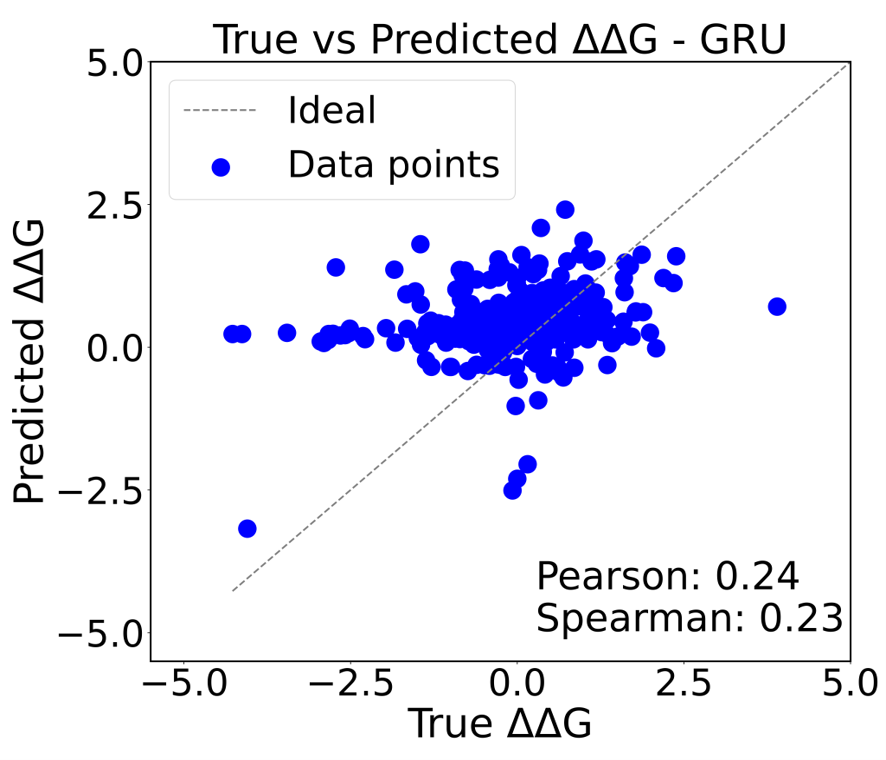 True vs Predicted ΔΔG - GRU
5.0
2.5
0.0
−2.5
−5.0
Predicted ΔΔG
Ideal
Data points
Pearson: 0.24
Spearman: 0.23
−5.0 −2.5 0.0 2.5 5.0
True ΔΔG